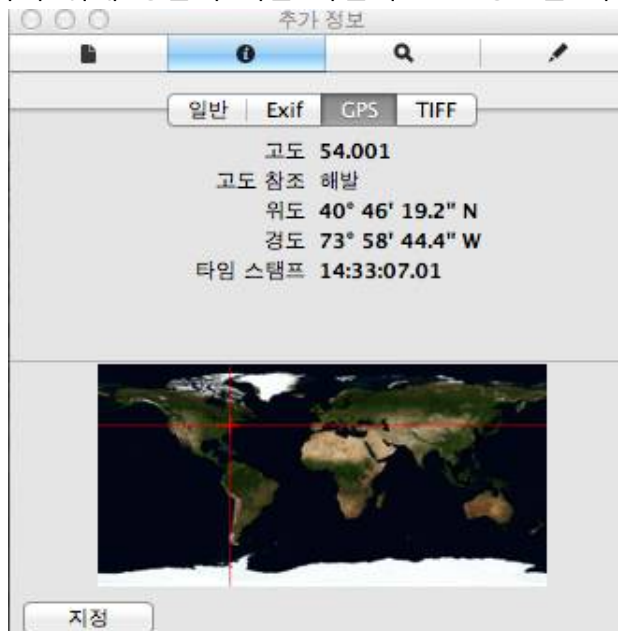 추가 정보
일반 Exif GPS TIFF
고도 54.001
고도 참조 해발
위도 40° 46' 19.2" N
경도 73° 58' 44.4" W
타임 스탬프 14:33:07.01
지정